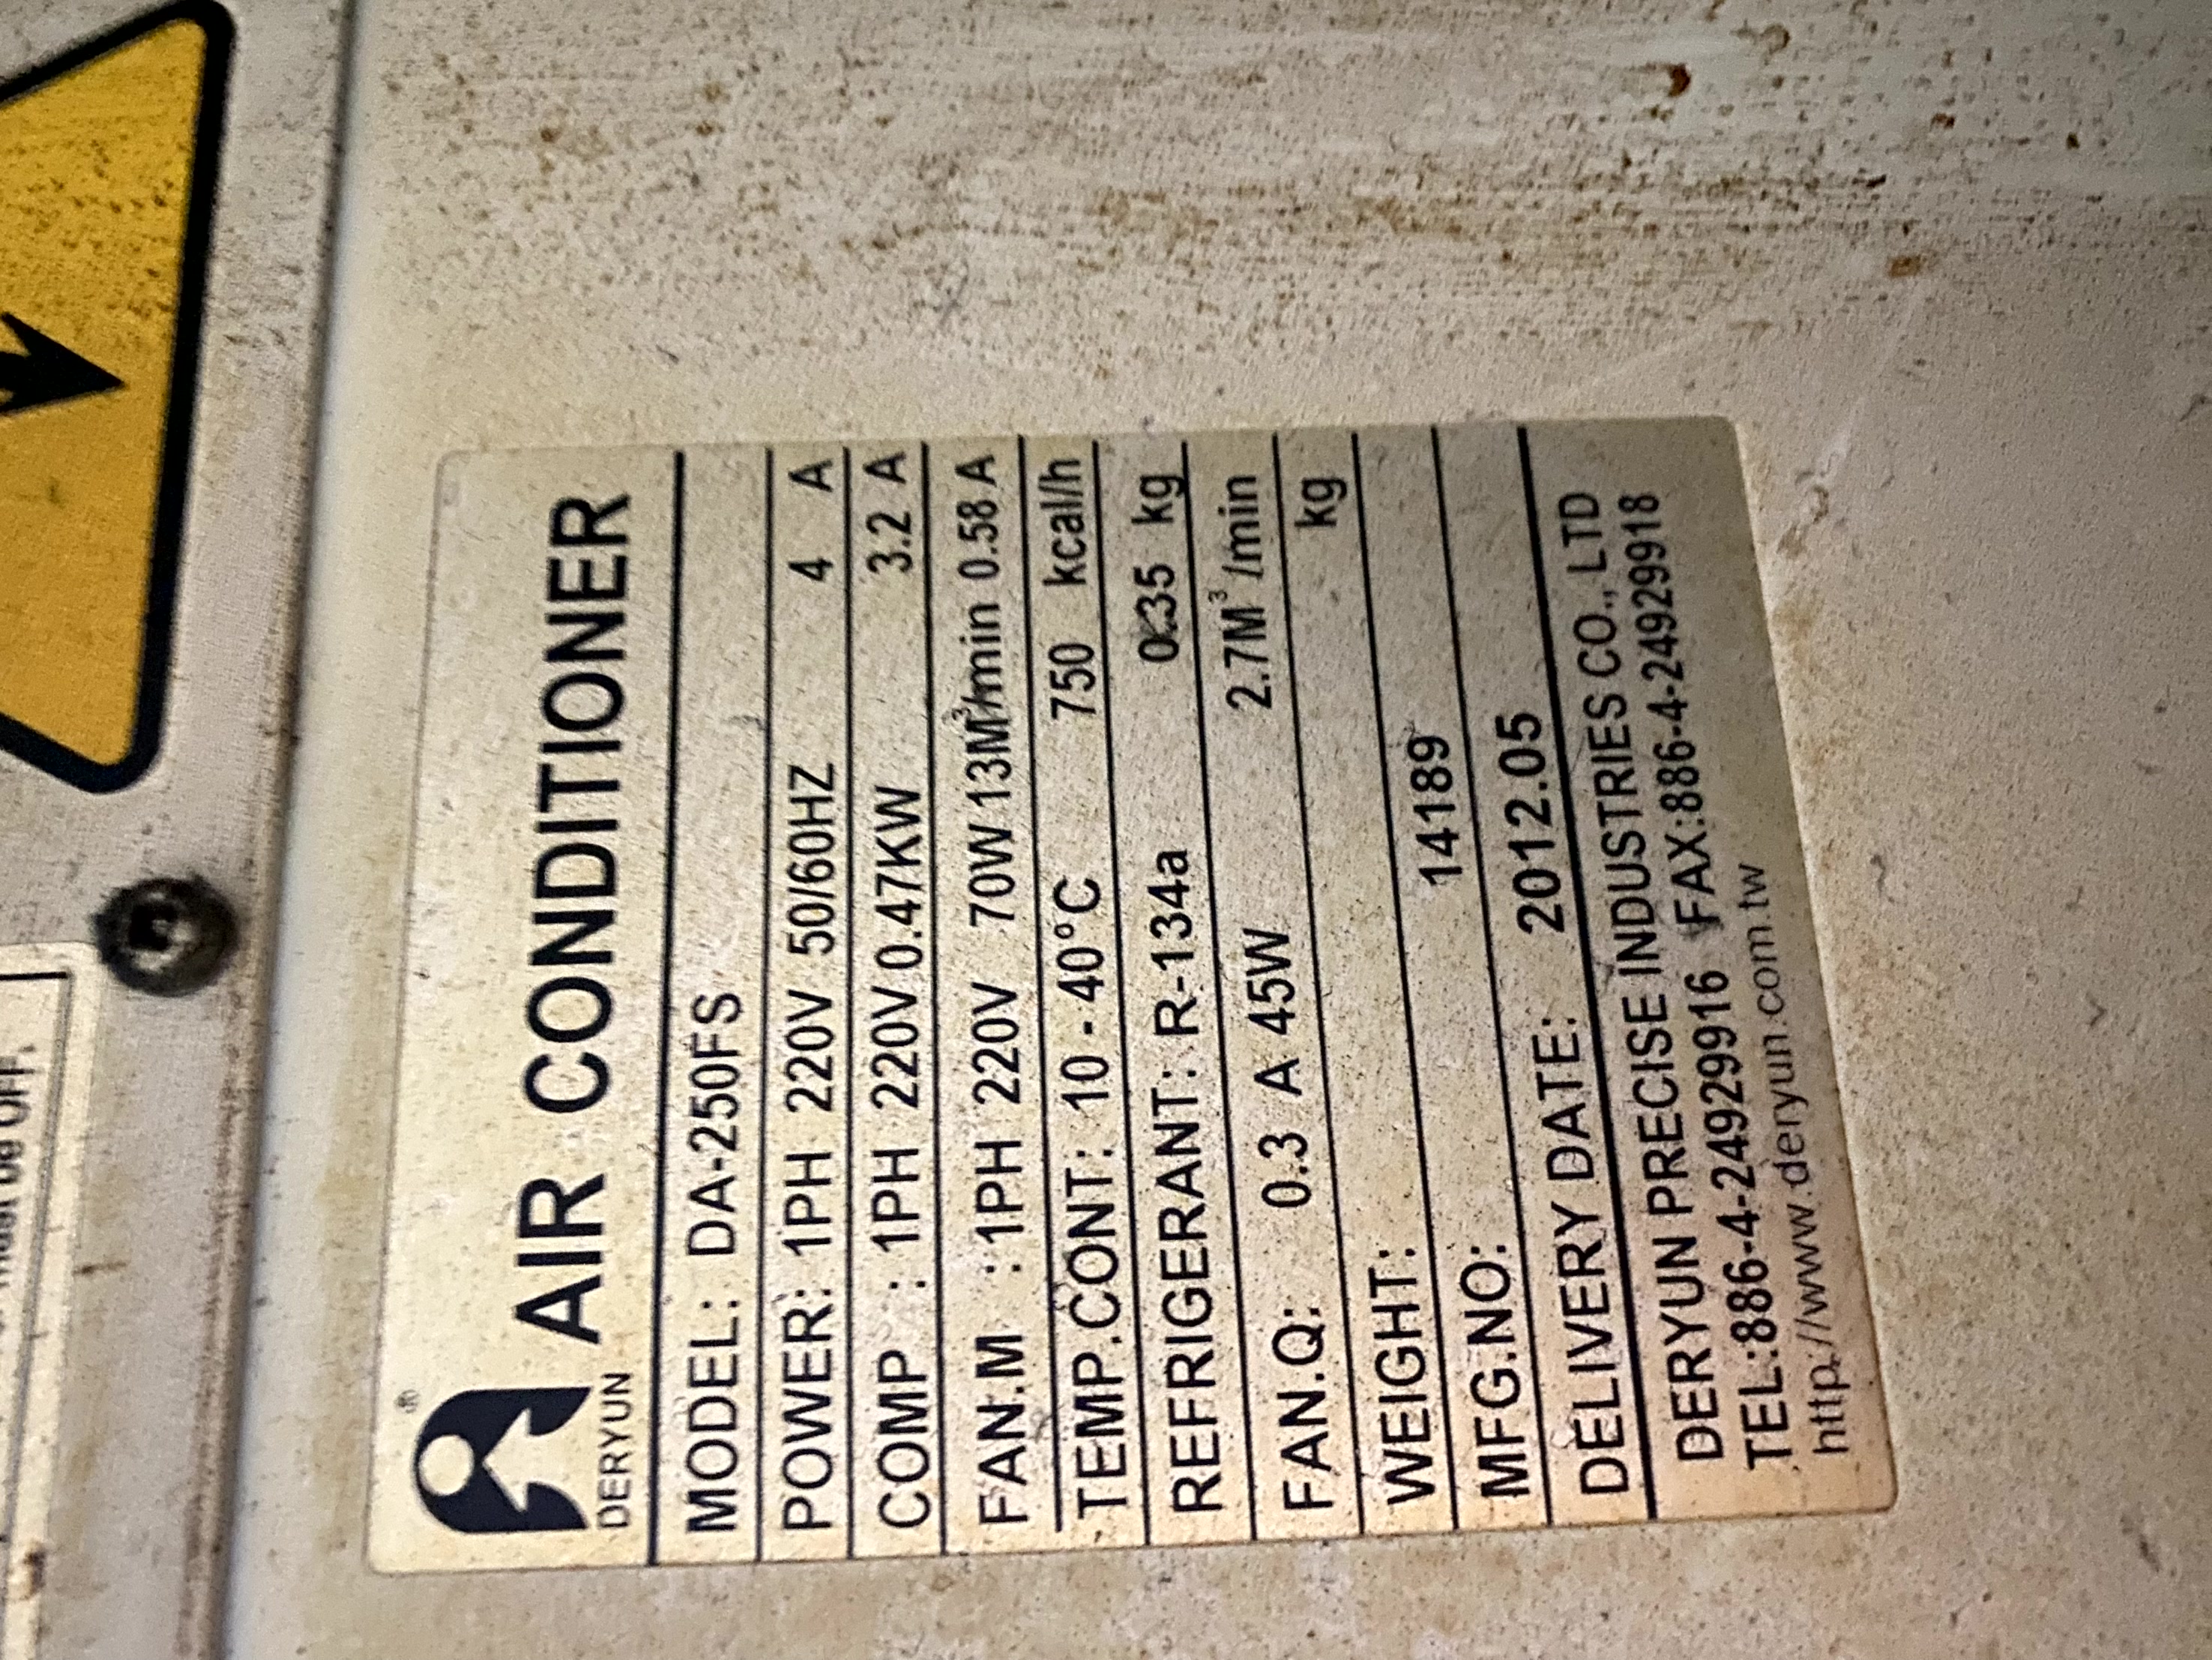 must be OFF.
®
DERYUN
AIR CONDITIONER
MODEL: DA-250FS
POWER: 1PH 220V 50/60HZ 4 A
COMP : 1PH 220V 0.47KW 3.2 A
FAN.M : 1PH 220V 70W 13M³/min 0.58 A
TEMP.CONT: 10 - 40°C 750 kcal/h
REFRIGERANT: R-134a 0.35 kg
FAN.Q: 0.3 A 45W 2.7M³/min
WEIGHT: kg
MFG.NO: 14189
DELIVERY DATE: 2012.05
DERYUN PRECISE INDUSTRIES CO., LTD
TEL:886-4-24929916 FAX:886-4-24929918
http://www.deryun.com.tw